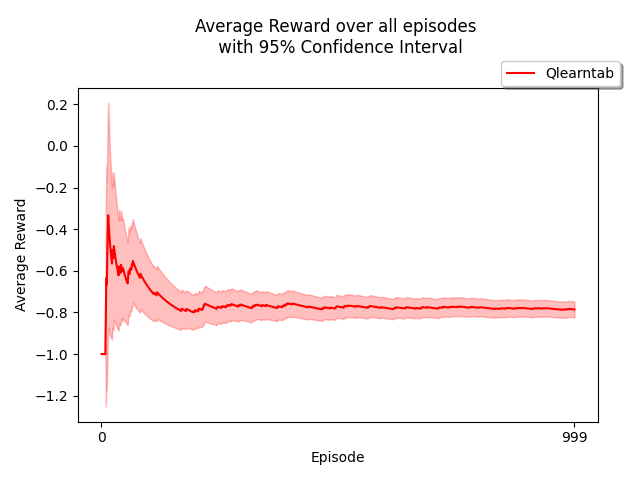 Average Reward over all episodes
with 95% Confidence Interval
Qlearntab
0.2
0.0
−0.2
−0.4
−0.6
−0.8
−1.0
−1.2
Average Reward
0
999
Episode